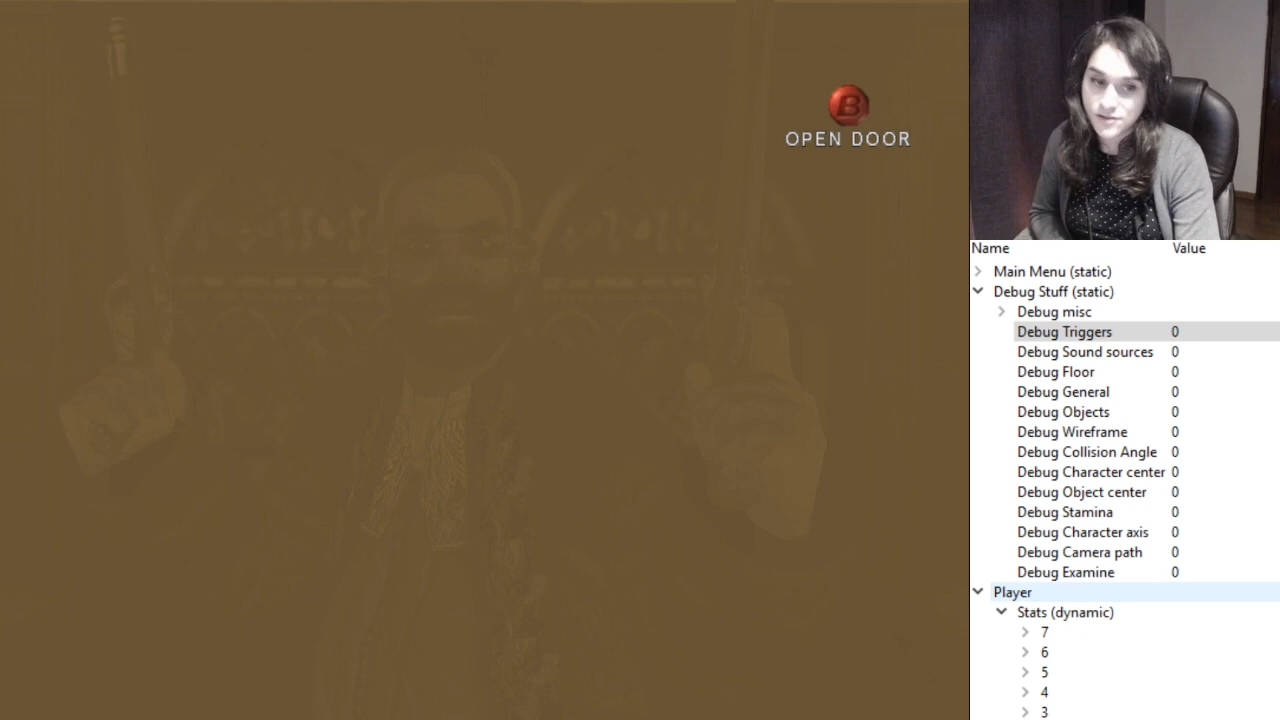 B
OPEN DOOR
Name Value
Main Menu (static)
Debug Stuff (static)
Debug misc
Debug Triggers 0
Debug Sound sources 0
Debug Floor 0
Debug General 0
Debug Objects 0
Debug Wireframe 0
Debug Collision Angle 0
Debug Character center 0
Debug Object center 0
Debug Stamina 0
Debug Character axis 0
Debug Camera path 0
Debug Examine 0
Player
Stats (dynamic)
7
6
5
4
3